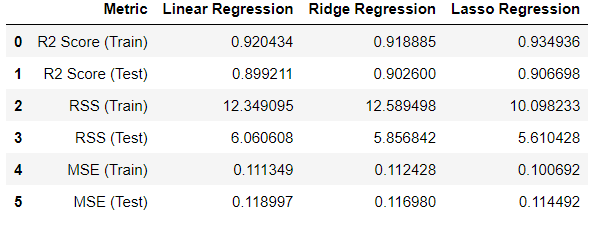 Metric Linear Regression Ridge Regression Lasso Regression
0 R2 Score (Train) 0.920434 0.918885 0.934936
1 R2 Score (Test) 0.899211 0.902600 0.906698
2 RSS (Train) 12.349095 12.589498 10.098233
3 RSS (Test) 6.060608 5.856842 5.610428
4 MSE (Train) 0.111349 0.112428 0.100692
5 MSE (Test) 0.118997 0.116980 0.114492